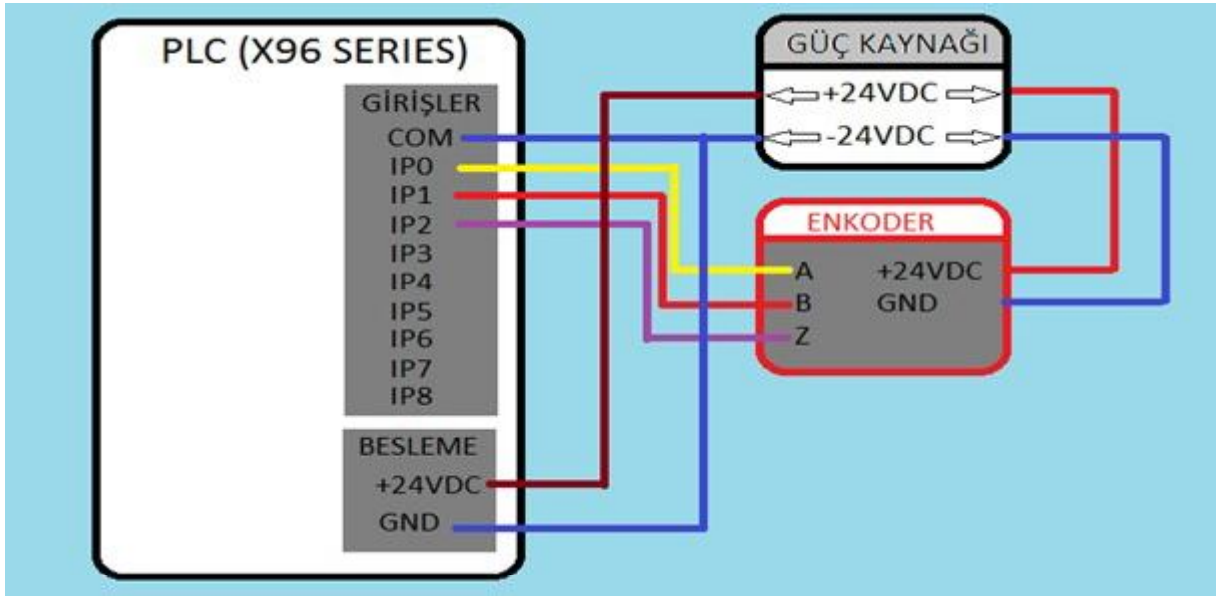 PLC (X96 SERIES)
GİRİŞLER
COM
IP0
IP1
IP2
IP3
IP4
IP5
IP6
IP7
IP8
BESLEME
+24VDC
GND
GÜÇ KAYNAĞI
+24VDC
-24VDC
ENKODER
A +24VDC
B GND
Z